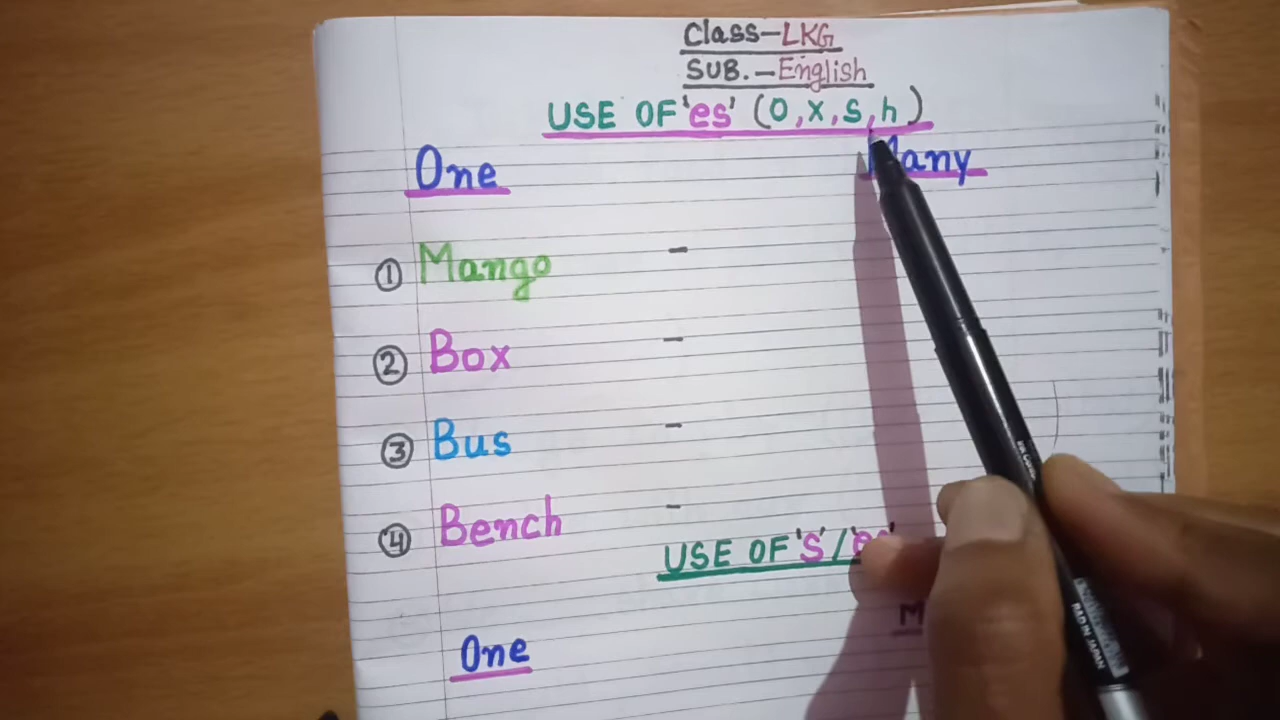 Class-LKG
SUB.-English
USE OF 'es' (O,x,s,h)
One Many
① Mango -
② Box -
③ Bus -
④ Bench -
USE OF 'S'/'es'
One M